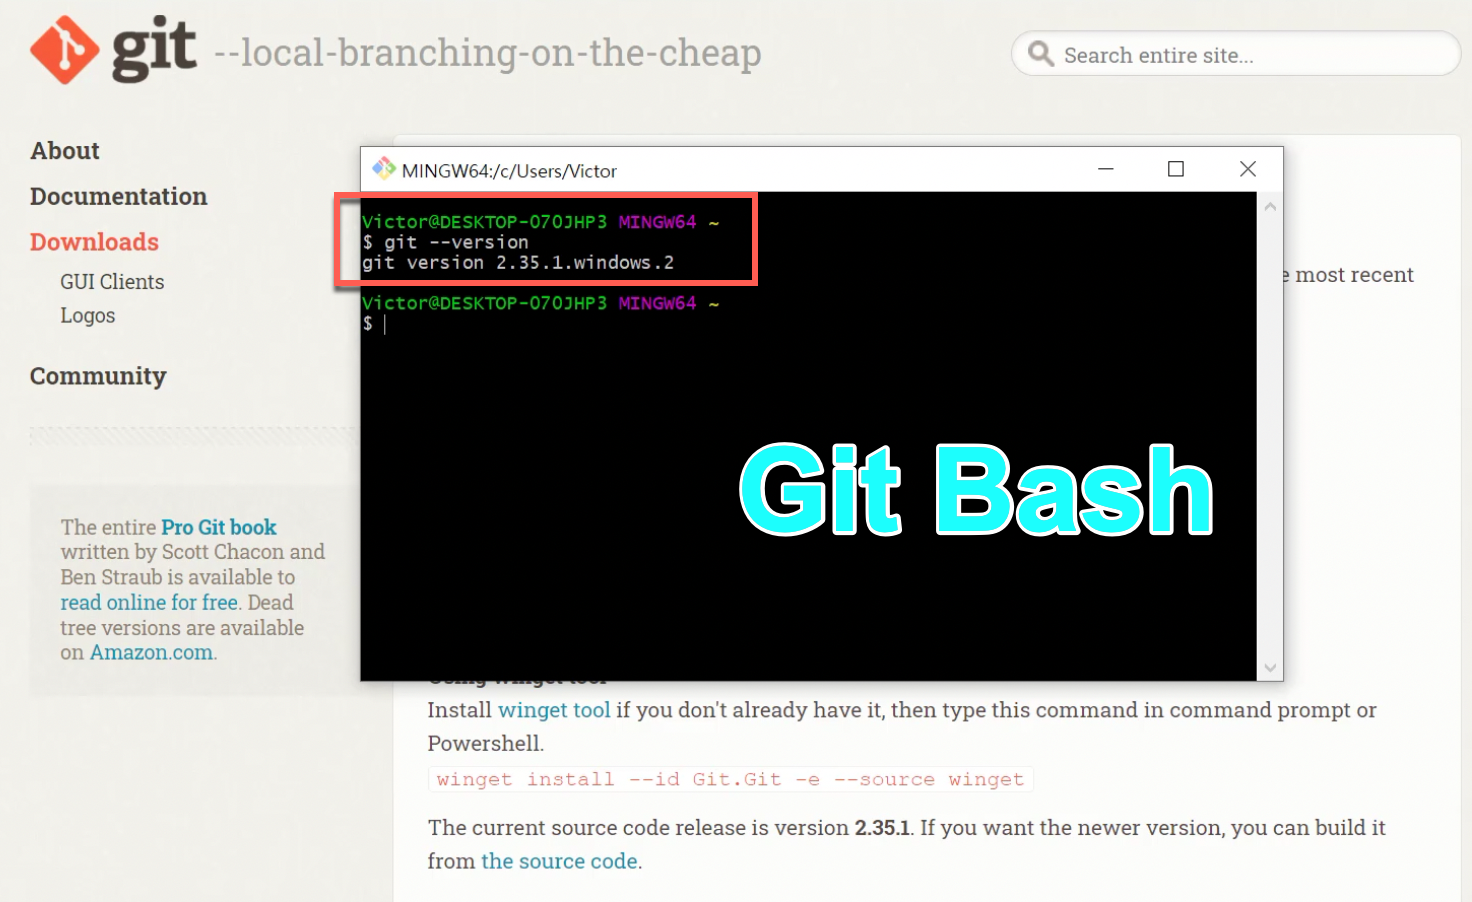 git --local-branching-on-the-cheap
Search entire site...
About
Documentation
Downloads
GUI Clients
Logos
Community
The entire Pro Git book
written by Scott Chacon and
Ben Straub is available to
read online for free. Dead
tree versions are available
on Amazon.com.
MINGW64:/c/Users/Victor
Victor@DESKTOP-O7OJHP3 MINGW64 ~
$ git --version
git version 2.35.1.windows.2
Victor@DESKTOP-O7OJHP3 MINGW64 ~
$
Git Bash
most recent
Using winget tool
Install winget tool if you don't already have it, then type this command in command prompt or
Powershell.
winget install --id Git.Git -e --source winget
The current source code release is version 2.35.1. If you want the newer version, you can build it
from the source code.